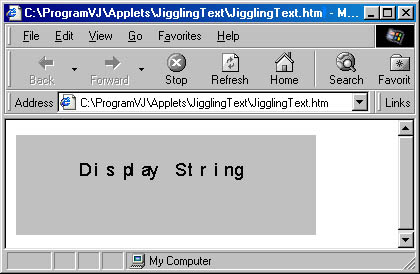 C:\ProgramVJ\Applets\JigglingText\JigglingText.htm - M...
File Edit View Go Favorites Help
Back Forward Stop Refresh Home Search Favorit
Address C:\ProgramVJ\Applets\JigglingText\JigglingText.htm Links
Display String
My Computer